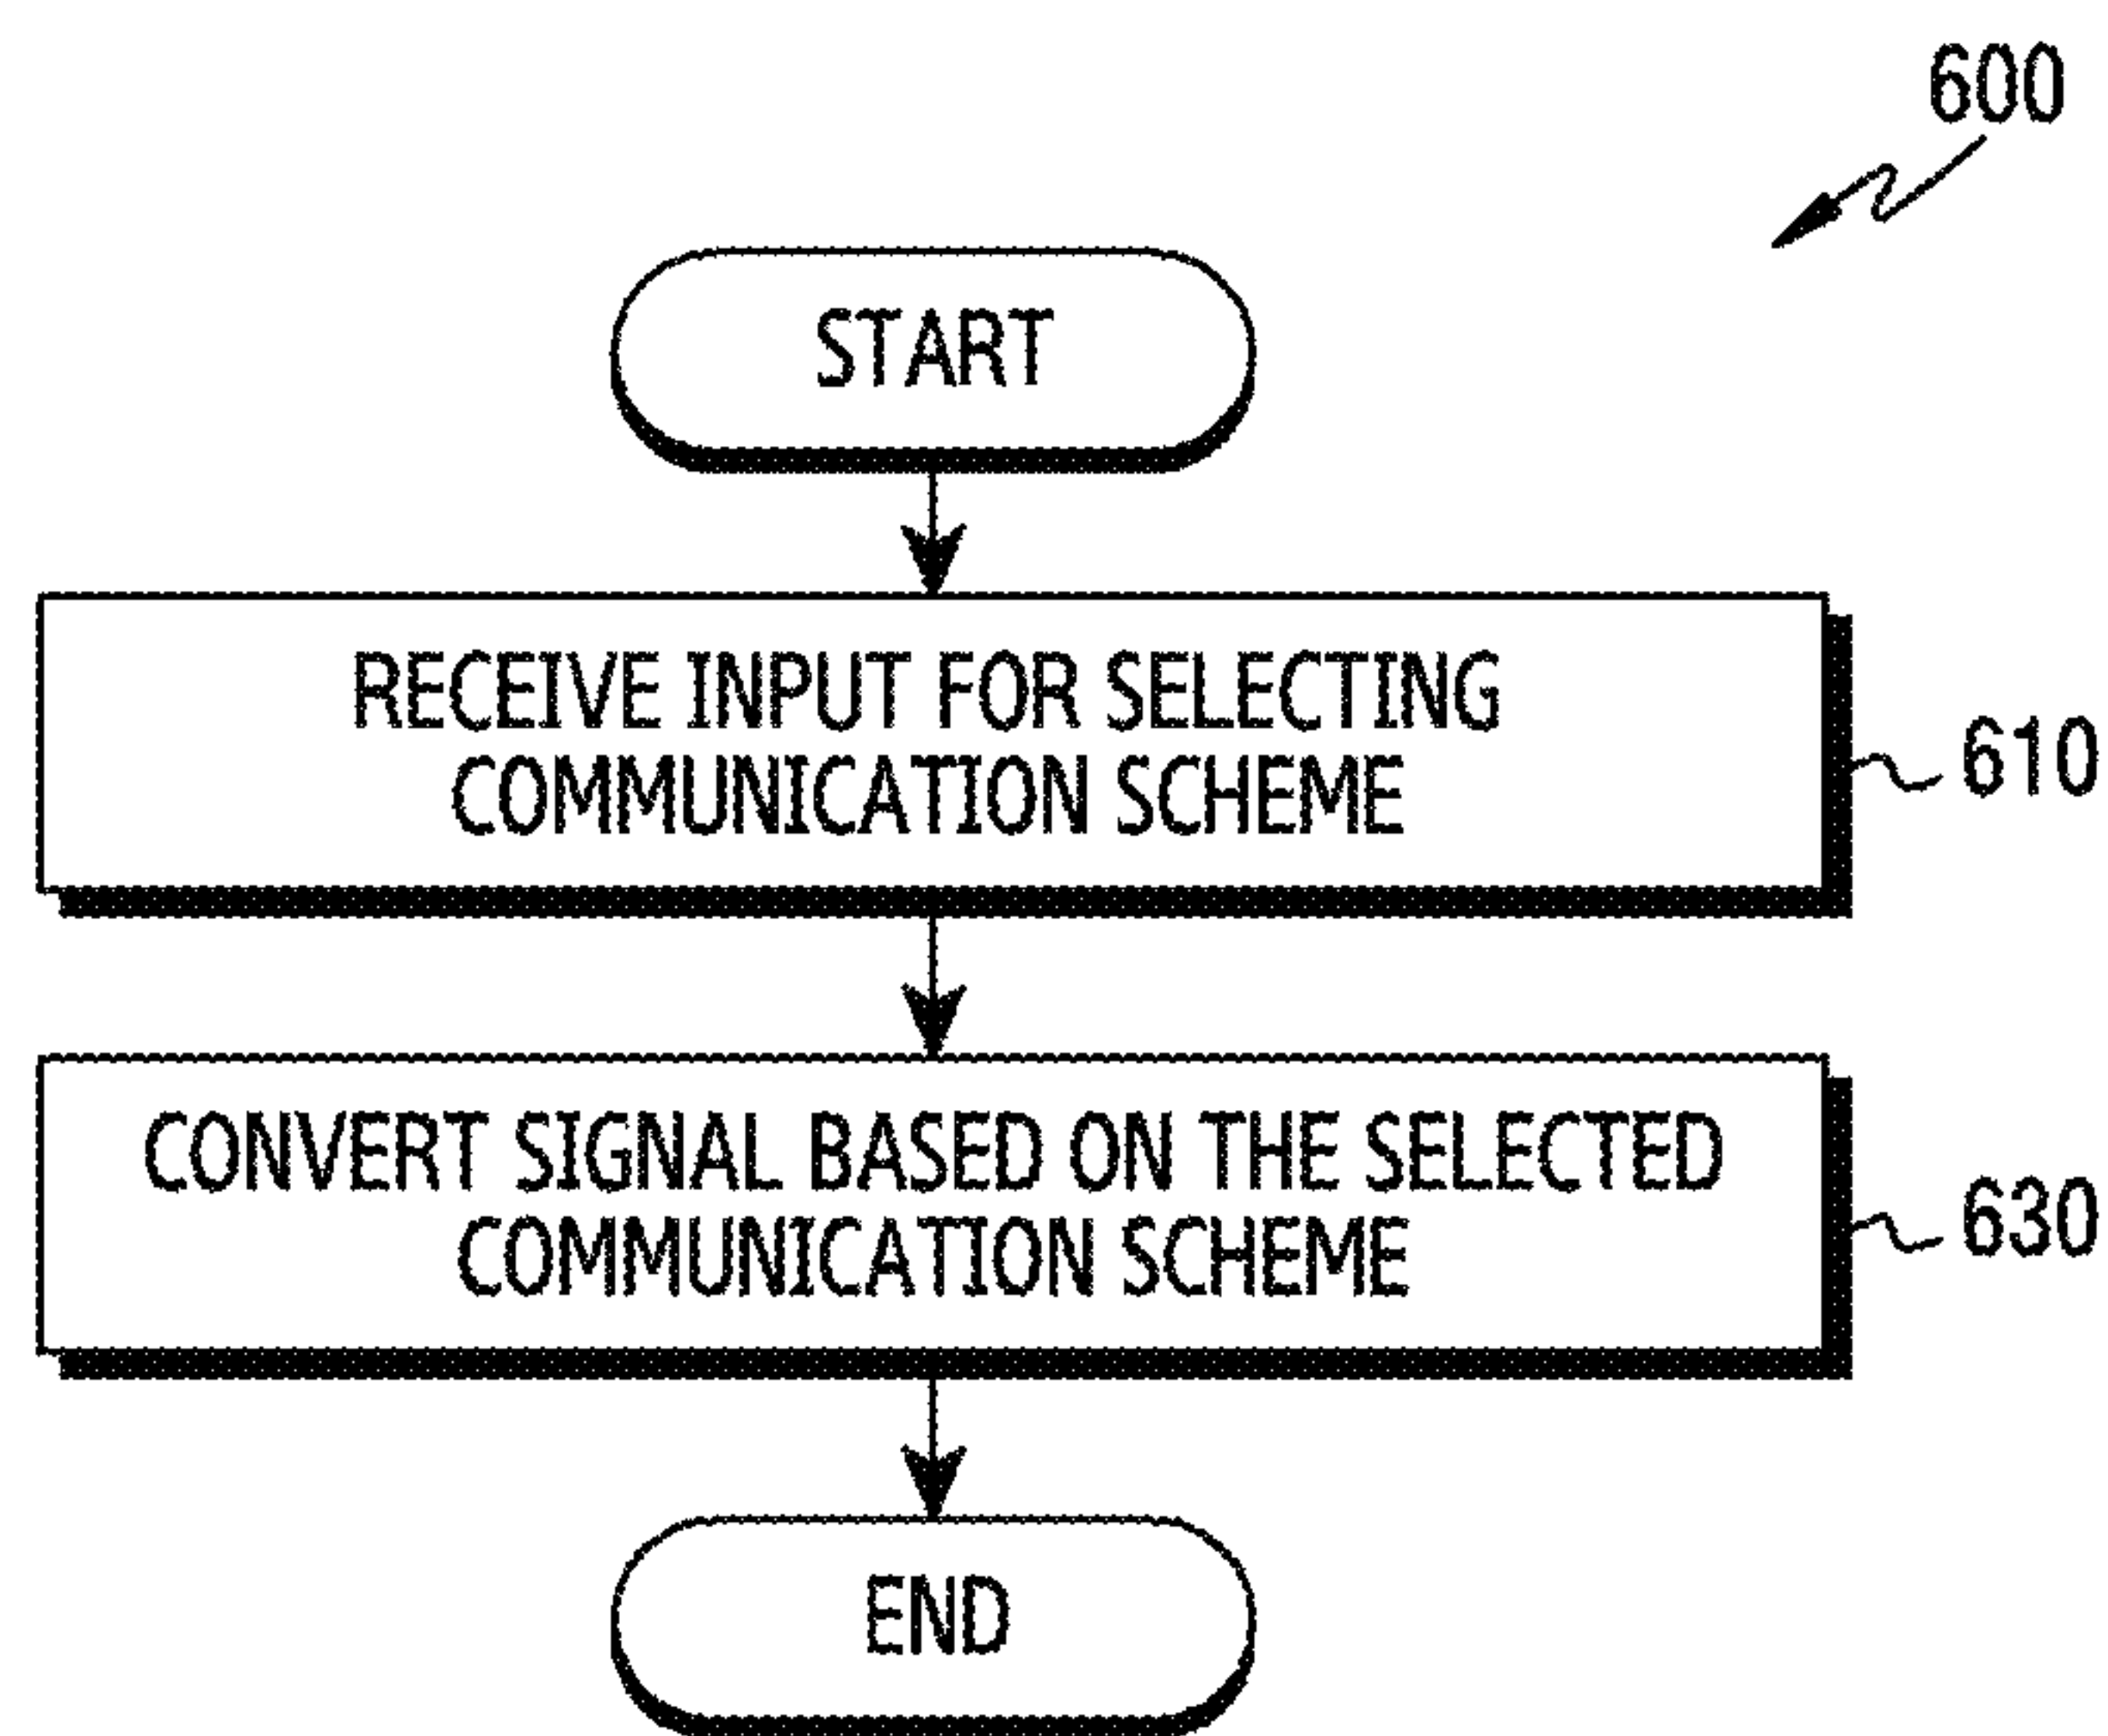 600
START
RECEIVE INPUT FOR SELECTING
COMMUNICATION SCHEME
610
CONVERT SIGNAL BASED ON THE SELECTED
COMMUNICATION SCHEME
630
END